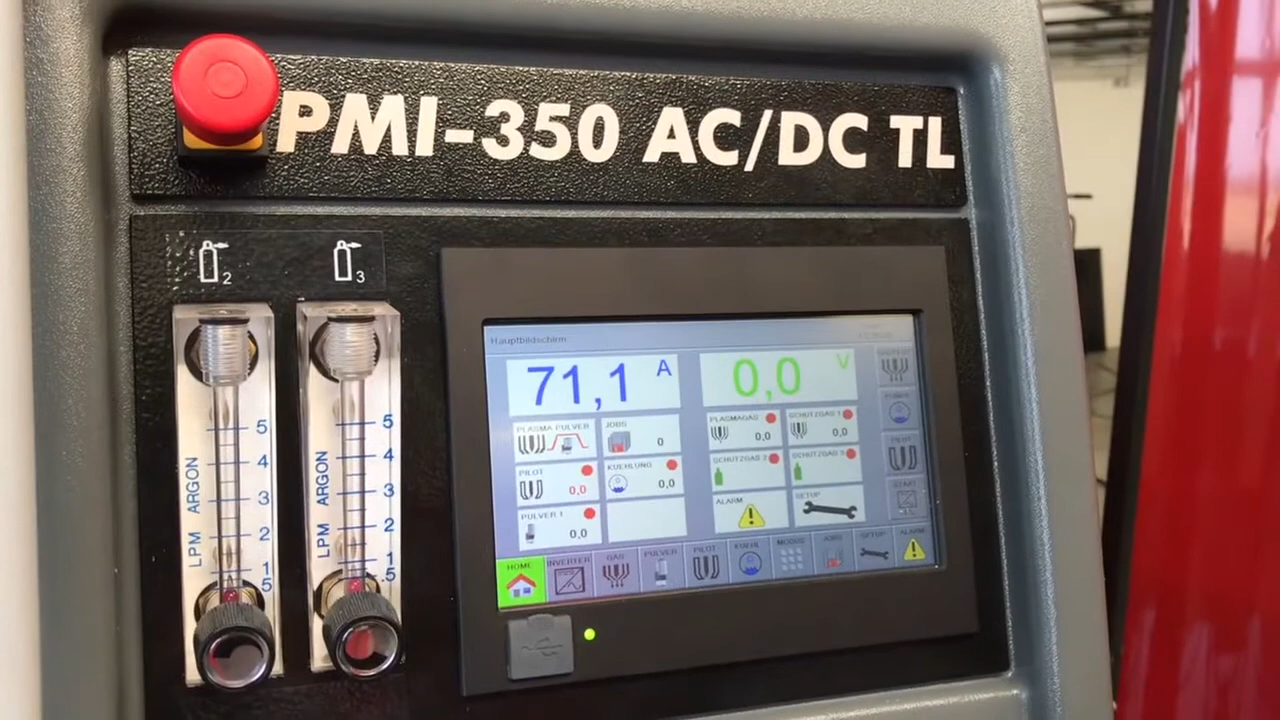 PMI-350 AC/DC TL
2
3
5
4
3
2
1
.5
LPM ARGON
5
4
3
2
1
.5
LPM ARGON
Hauptbildschirm
71,1 A
0,0 V
PLASMA PULVER
JOBS
0
PLASMAGAS
0,0
SCHUTZGAS 1
0,0
PILOT
0,0
KUEHLUNG
0,0
SCHUTZGAS 2
SCHUTZGAS 3
PULVER 1
0,0
ALARM
SETUP
PILOT
START
HOME
INVERTER
GAS
PULVER
PILOT
KUEHL
MODUS
JOBS
SETUP
ALARM